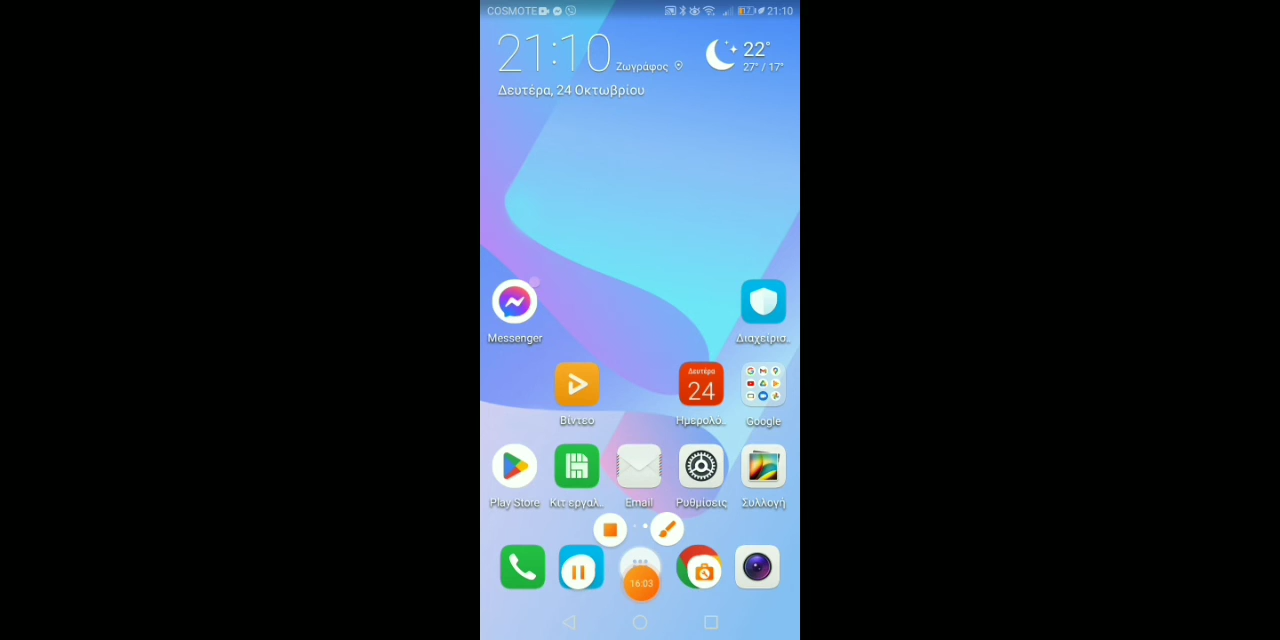 COSMOTE
17
21:10
21:10
Ζωγράφος
22°
27° / 17°
Δευτέρα, 24 Οκτωβρίου
Messenger
Διαχείρισ..
Δευτέρα
24
Βίντεο
Ημερολό..
Google
Play Store
Κιτ εργαλ..
Email
Ρυθμίσεις
Συλλογή
16:03